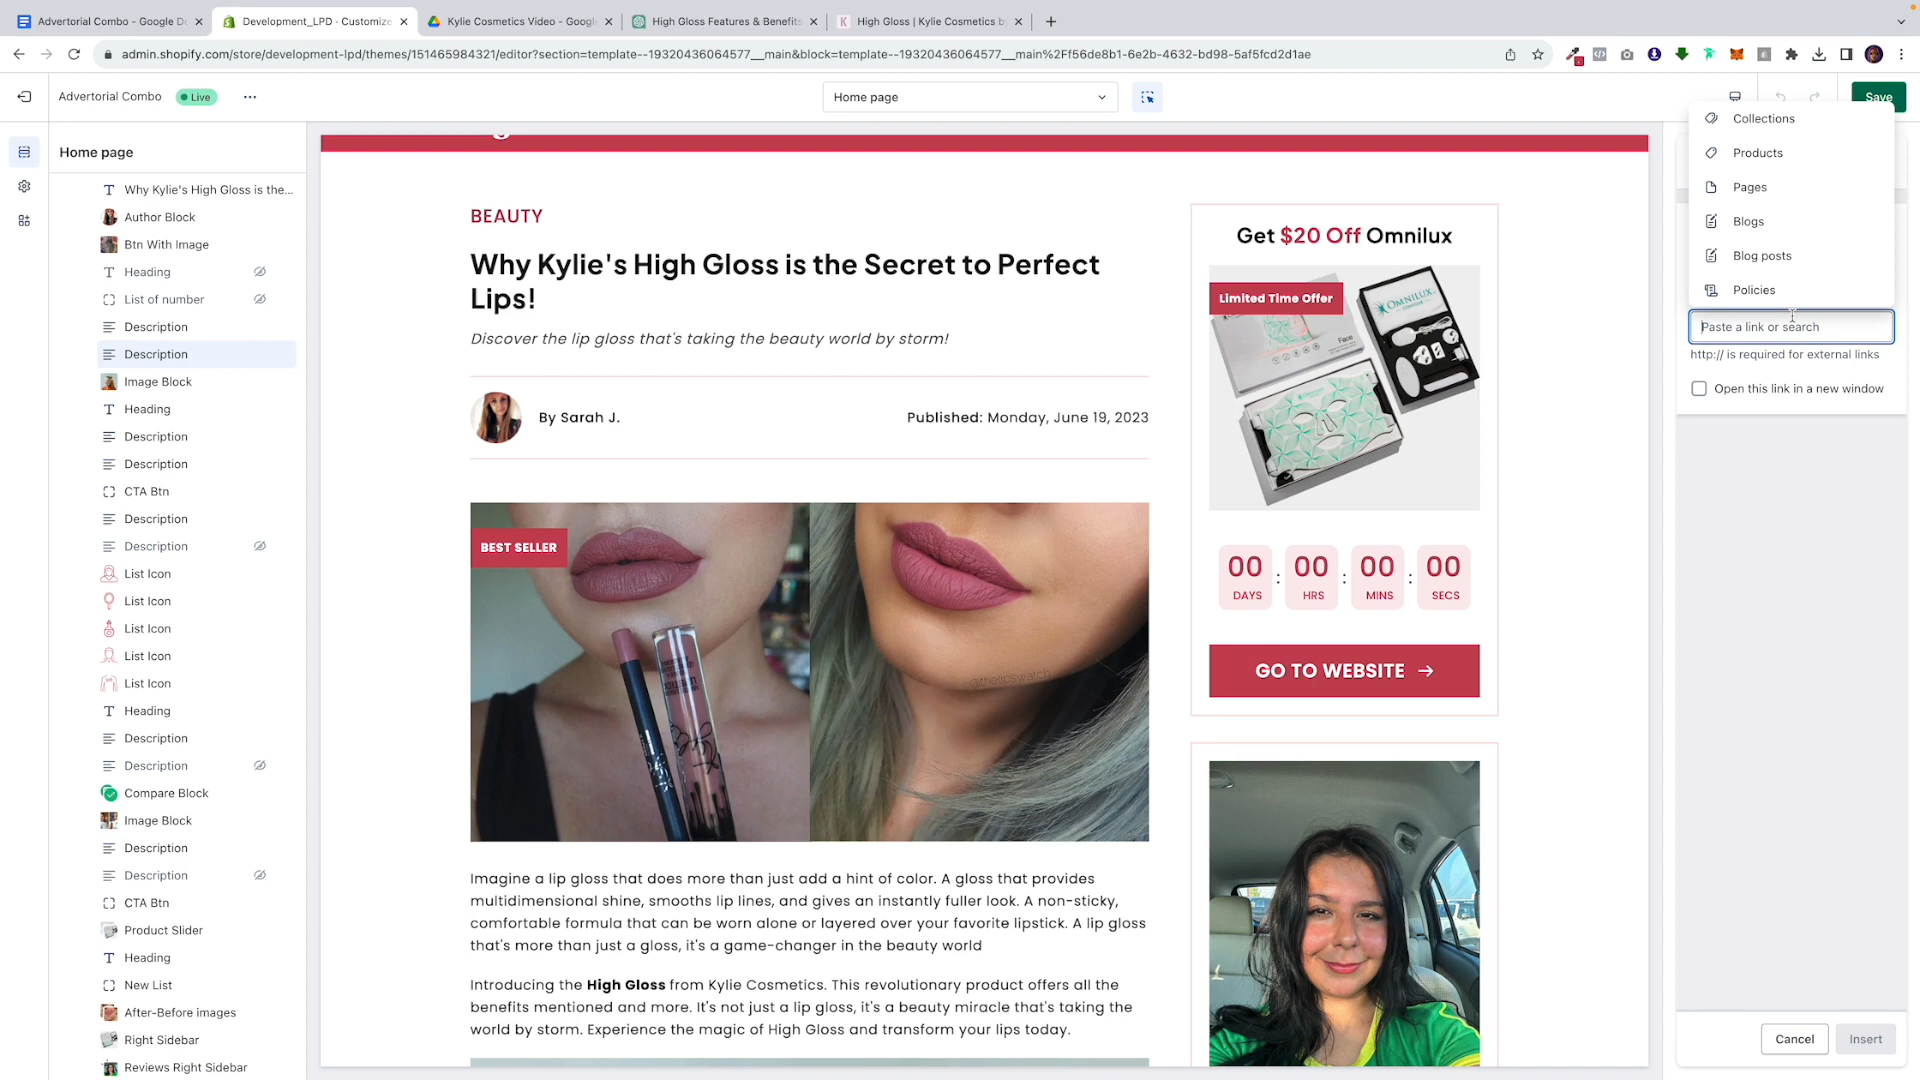 Advertorial Combo - Google Do
Development_LPD · Customize
Kylie Cosmetics Video - Google
High Gloss Features & Benefits
High Gloss | Kylie Cosmetics by
admin.shopify.com/store/development-lpd/themes/151465984321/editor?section=template--19320436064577__main&block=template--19320436064577__main%2Ff56de8b1-6e2b-4632-bd98-5af5fcd2d1ae
Advertorial Combo
Live
Home page
Save
Home page
Why Kylie's High Gloss is the...
Author Block
Btn With Image
Heading
List of number
Description
Description
Image Block
Heading
Description
Description
CTA Btn
Description
Description
List Icon
List Icon
List Icon
List Icon
List Icon
Heading
Description
Description
Compare Block
Image Block
Description
Description
CTA Btn
Product Slider
Heading
New List
After-Before images
Right Sidebar
Reviews Right Sidebar
BEAUTY
Why Kylie's High Gloss is the Secret to Perfect
Lips!
Discover the lip gloss that's taking the beauty world by storm!
By Sarah J.
Published: Monday, June 19, 2023
BEST SELLER
Imagine a lip gloss that does more than just add a hint of color. A gloss that provides
multidimensional shine, smooths lip lines, and gives an instantly fuller look. A non-sticky,
comfortable formula that can be worn alone or layered over your favorite lipstick. A lip gloss
that's more than just a gloss, it's a game-changer in the beauty world
Introducing the High Gloss from Kylie Cosmetics. This revolutionary product offers all the
benefits mentioned and more. It's not just a lip gloss, it's a beauty miracle that's taking the
world by storm. Experience the magic of High Gloss and transform your lips today.
Get $20 Off Omnilux
Limited Time Offer
OMNILUX
00 : 00 : 00 : 00
DAYS HRS MINS SECS
GO TO WEBSITE →
Collections
Products
Pages
Blogs
Blog posts
Policies
Paste a link or search
http:// is required for external links
Open this link in a new window
Cancel
Insert